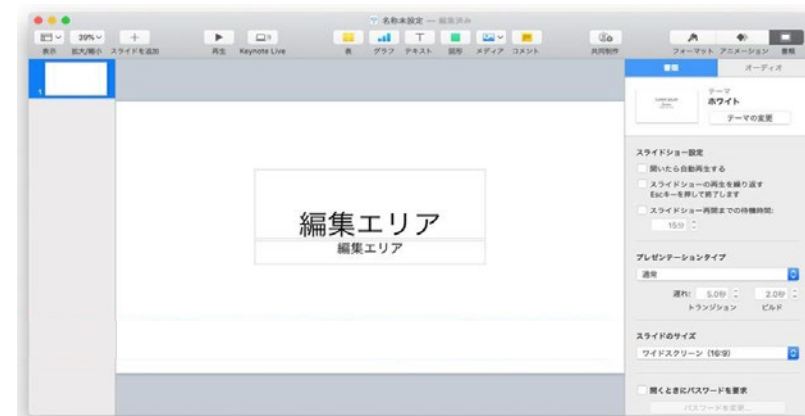 名称未設定 — 編集済み
39%
表示 拡大/縮小 スライドを追加 再生 Keynote Live 表 グラフ テキスト 図形 メディア コメント 共同制作 フォーマット アニメーション 書類
1
編集エリア
編集エリア
書類 オーディオ
テーマ
ホワイト
テーマの変更
スライドショー設定
開いたら自動再生する
スライドショーの再生を繰り返す
Escキーを押して終了します
スライドショー再開までの待機時間:
15分
プレゼンテーションタイプ
通常
遅れ: 5.0秒 2.0秒
トランジション ビルド
スライドのサイズ
ワイドスクリーン (16:9)
開くときにパスワードを要求
パスワードを変更...